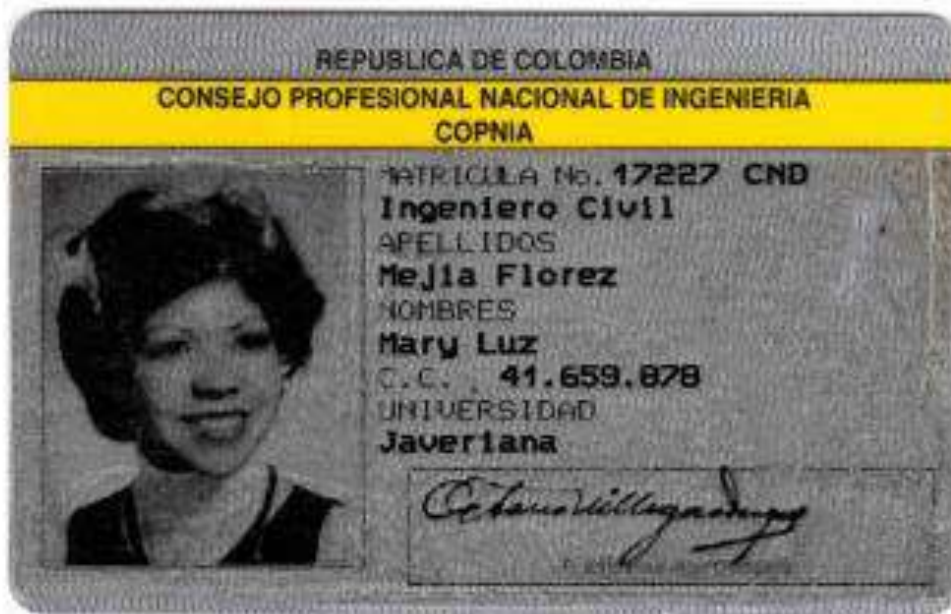 REPUBLICA DE COLOMBIA
CONSEJO PROFESIONAL NACIONAL DE INGENIERIA
COPNIA
MATRICULA No. 17227 CND
Ingeniero Civil
APELLIDOS
Mejia Florez
NOMBRES
Mary Luz
C.C. . 41.659.878
UNIVERSIDAD
Javeriana